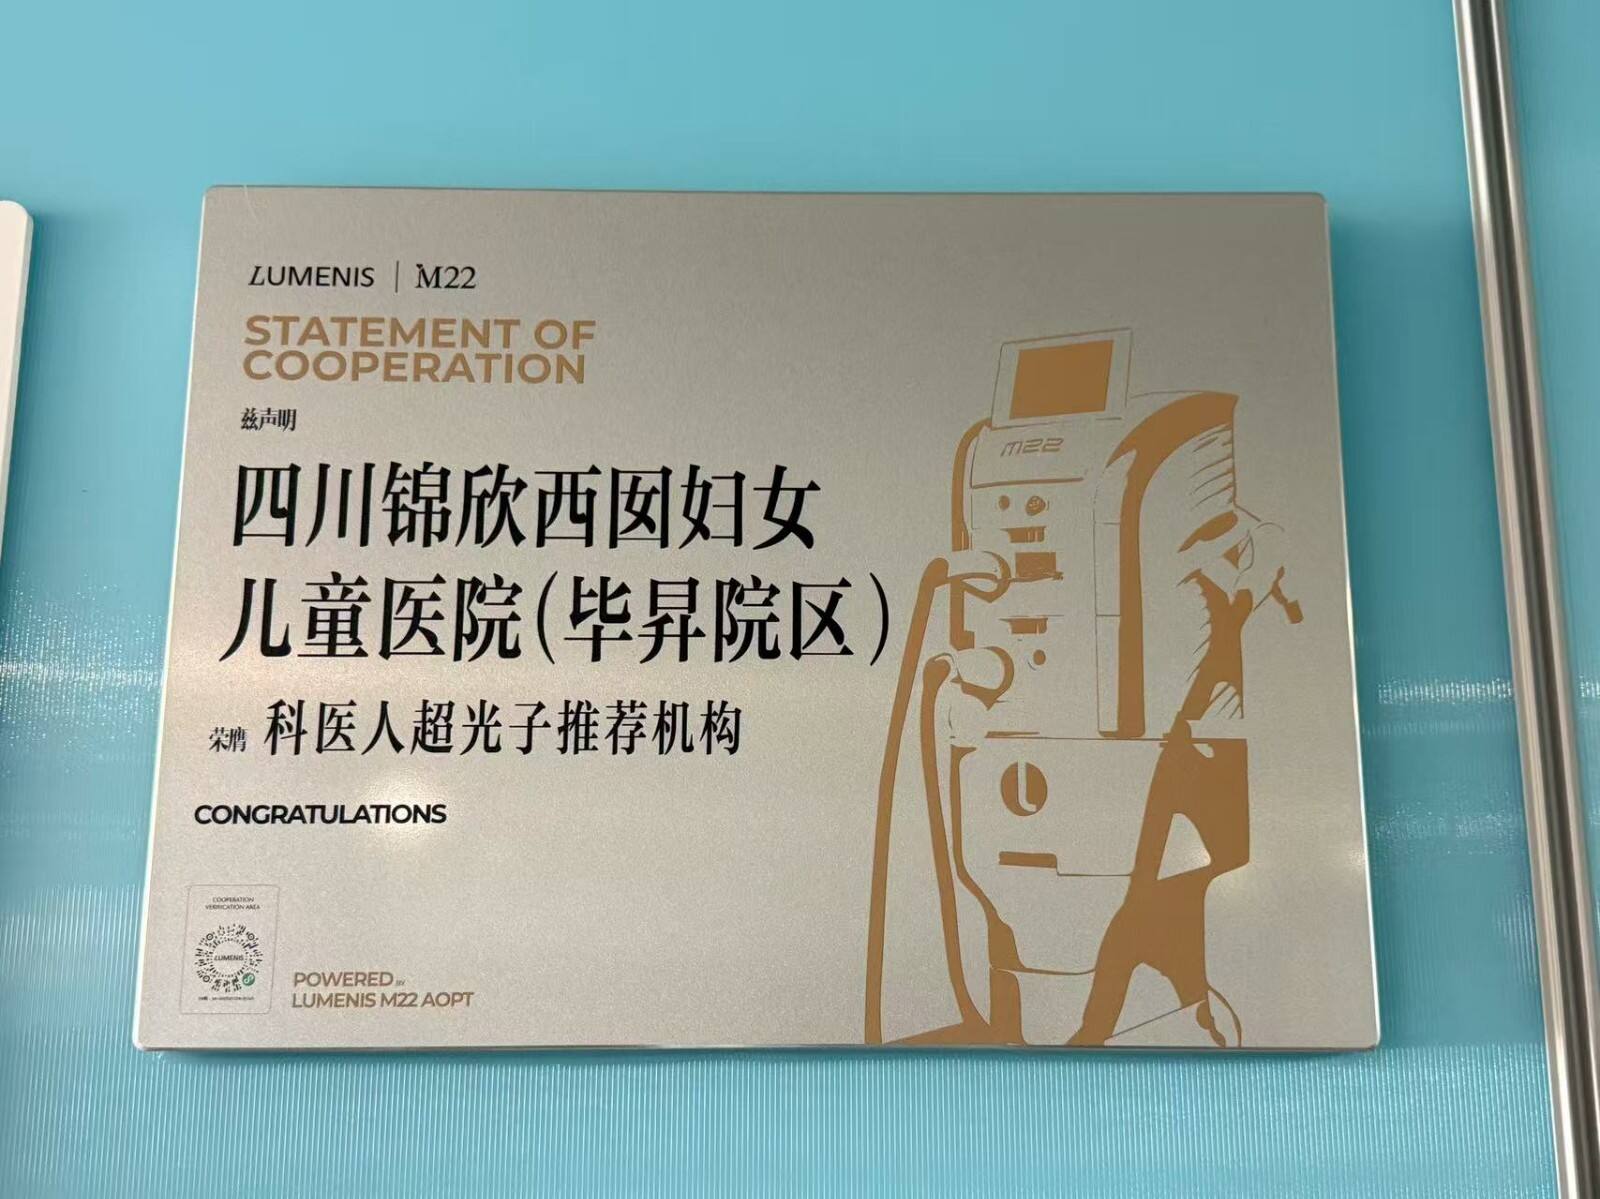 LUMENIS | M22
STATEMENT OF
COOPERATION
兹声明
四川锦欣西囡妇女
儿童医院(毕昇院区)
荣膺 科医人超光子推荐机构
CONGRATULATIONS
COOPERATION
VERIFICATION AREA
LUMENIS
POWERED BY
LUMENIS M22 AOPT
M22